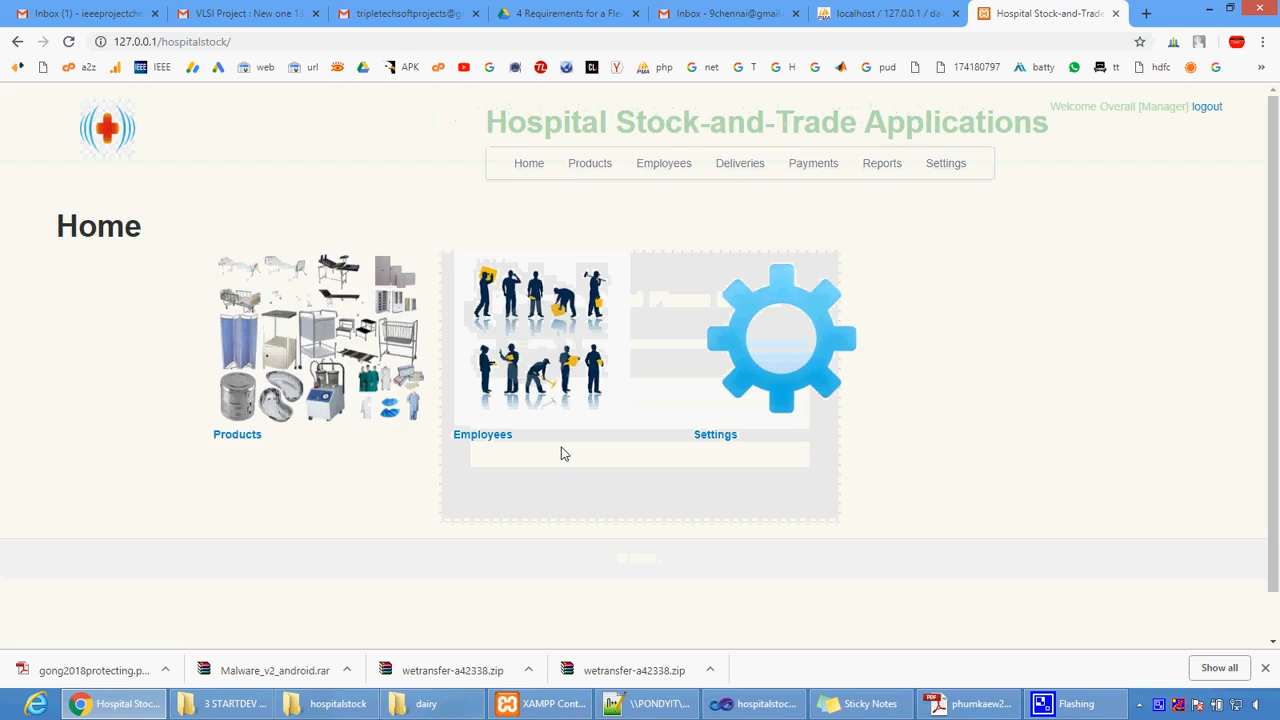 Inbox (1) - ieeeprojectchn
VLSI Project : New one 13
tripletechsoftprojects@g
4 Requirements for a Flex
Inbox - 9chennai@gmail.
localhost / 127.0.0.1 / da
Hospital Stock-and-Trade
127.0.0.1/hospitalstock/
a2z IEEE web url APK php net T H pud 174180797 batty tt hdfc »
Welcome Overall [Manager] logout
Hospital Stock-and-Trade Applications
Home Products Employees Deliveries Payments Reports Settings
Home
Products Employees Settings
gong2018protecting.p... Malware_v2_android.rar wetransfer-a42338.zip wetransfer-a42338.zip Show all
Hospital Stoc... 3 STARTDEV ... hospitalstock dairy XAMPP Cont... \\PONDYIT\... hospitalstoc... Sticky Notes phumkaew2... Flashing